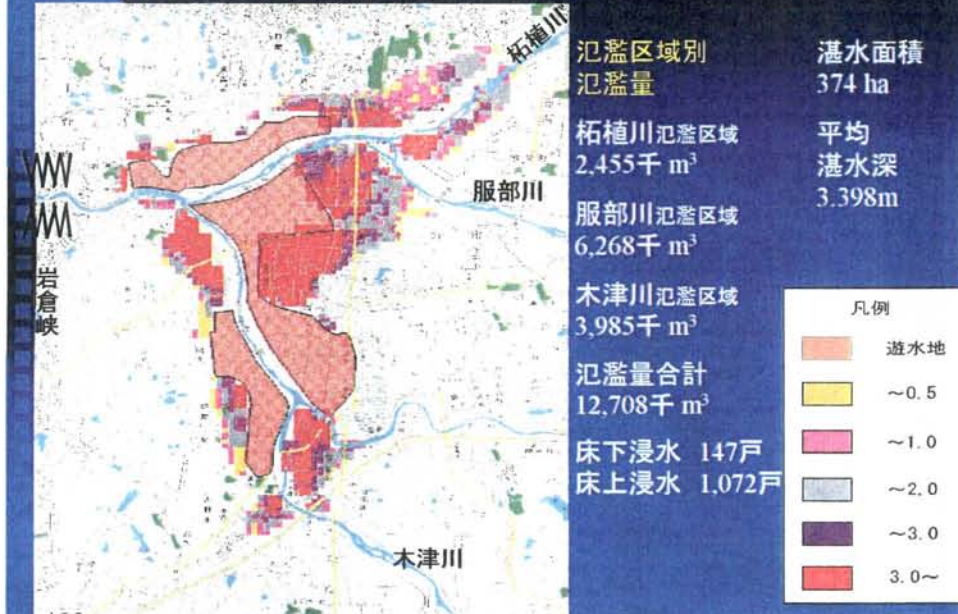 柘植川
服部川
岩倉峡
木津川
氾濫区域別
氾濫量
柘植川氾濫区域
2,455千 m³
服部川氾濫区域
6,268千 m³
木津川氾濫区域
3,985千 m³
氾濫量合計
12,708千 m³
床下浸水 147戸
床上浸水 1,072戸
湛水面積
374 ha
平均
湛水深
3.398m
凡例
遊水地
～0.5
～1.0
～2.0
～3.0
3.0～